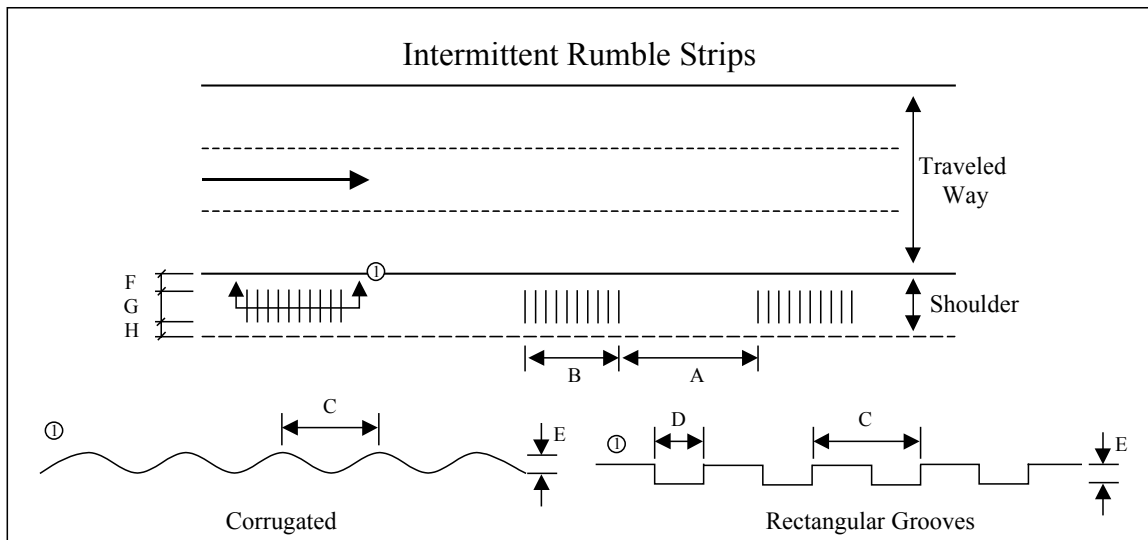 Intermittent Rumble Strips
Traveled
Way
①
F
G
H
Shoulder
B
A
①
C
E
Corrugated
①
D
C
E
Rectangular Grooves